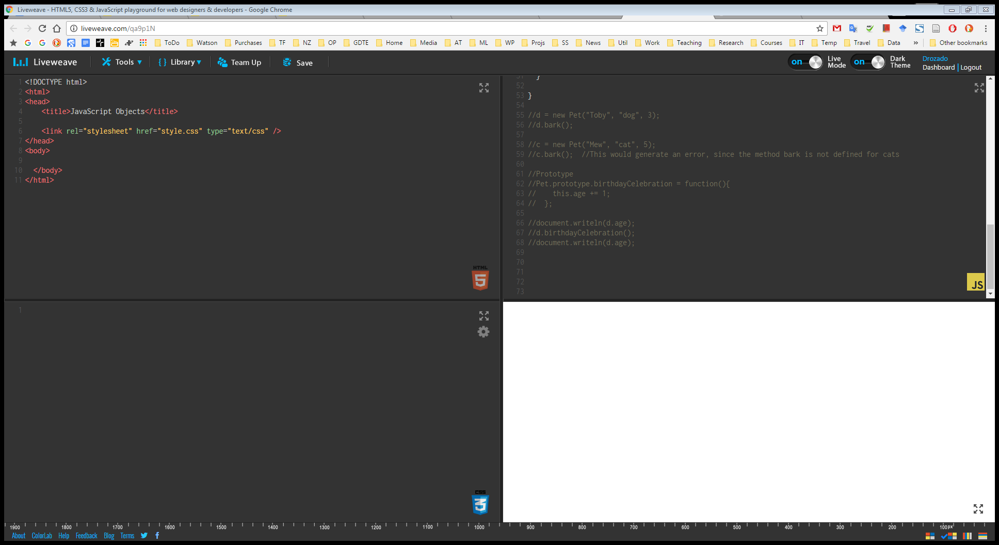 Liveweave - HTML5, CSS3 & JavaScript playground for web designers & developers - Google Chrome
liveweave.com/qa9p1N
ToDo Watson Purchases TF NZ OP GDTE Home Media AT ML WP Projs SS News Util Work Teaching Research Courses IT Temp Travel Data » Other bookmarks
Liveweave Tools ▼ { } Library ▼ Team Up Save on Live Mode on Dark Theme Drozado Dashboard | Logout
1 <!DOCTYPE html>
2 <html>
3 <head>
4     <title>JavaScript Objects</title>
5
6     <link rel="stylesheet" href="style.css" type="text/css" />
7 </head>
8 <body>
9
10   </body>
11 </html>
HTML
5
51   }
52
53 }
54
55 //d = new Pet("Toby", "dog", 3);
56 //d.bark();
57
58 //c = new Pet("Mew", "cat", 5);
59 //c.bark();  //This would generate an error, since the method bark is not defined for cats
60
61 //Prototype
62 //Pet.prototype.birthdayCelebration = function(){
63 //    this.age += 1;
64 //  };
65
66 //document.writeln(d.age);
67 //d.birthdayCelebration();
68 //document.writeln(d.age);
69
70
71
72
73
JS
1
CSS
3
1900 1800 1700 1600 1500 1400 1300 1200 1100 1000 900 800 700 600 500 400 300 200 100px
About ColorLab Help Feedback Blog Terms